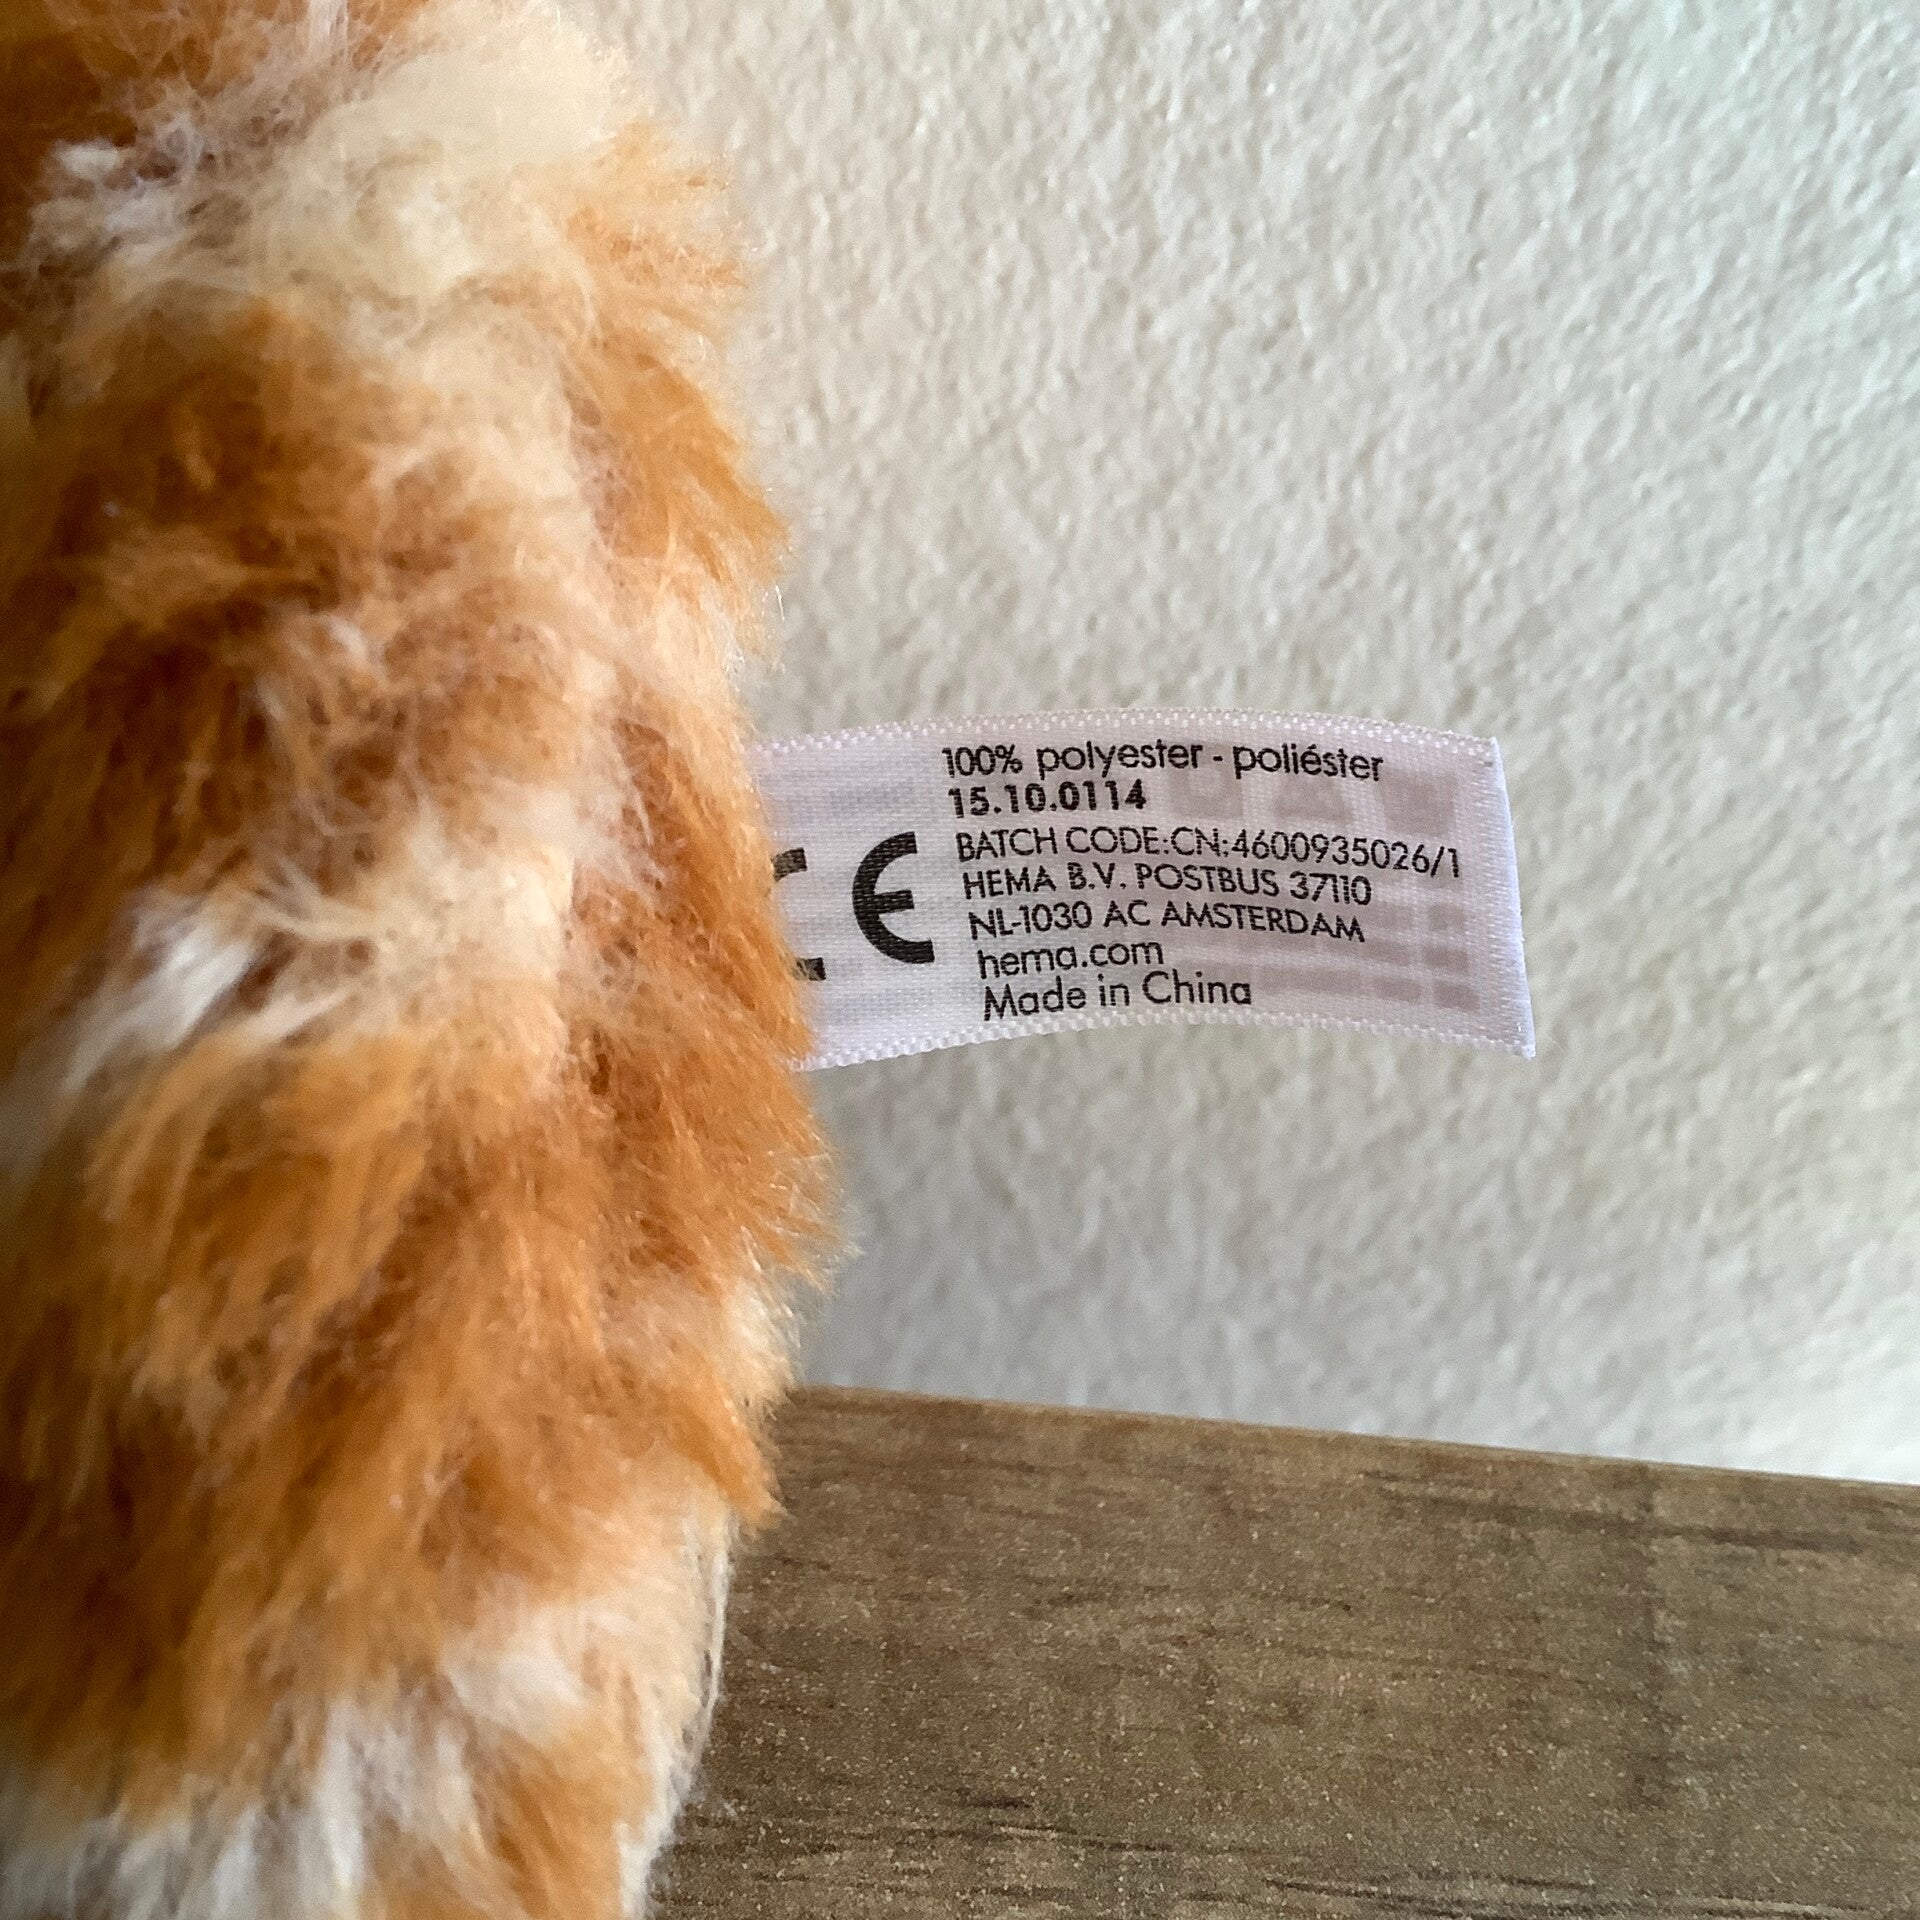 100% polyester - poliéster
15.10.0114
CE
BATCH CODE:CN:4600935026/1
HEMA B.V. POSTBUS 37110
NL-1030 AC AMSTERDAM
hema.com
Made in China